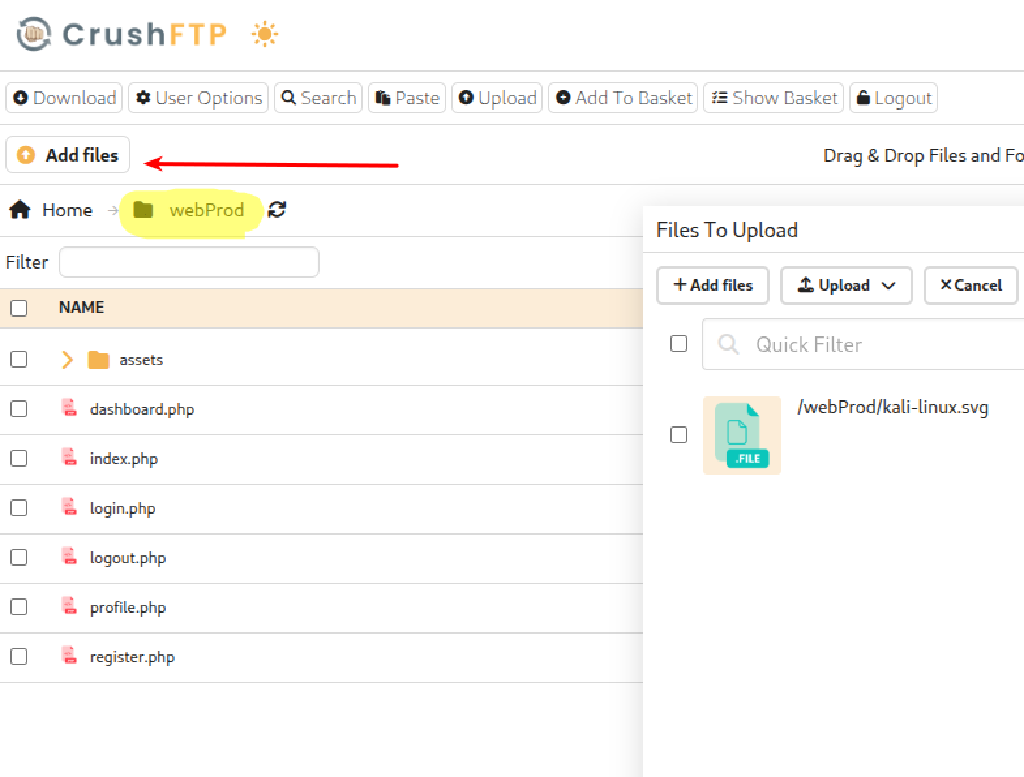 CrushFTP
Download User Options Search Paste Upload Add To Basket Show Basket Logout
Add files
Drag & Drop Files and Fo
Home webProd
Filter
NAME
assets
dashboard.php
index.php
login.php
logout.php
profile.php
register.php
Files To Upload
Add files Upload Cancel
Quick Filter
/webProd/kali-linux.svg
.FILE